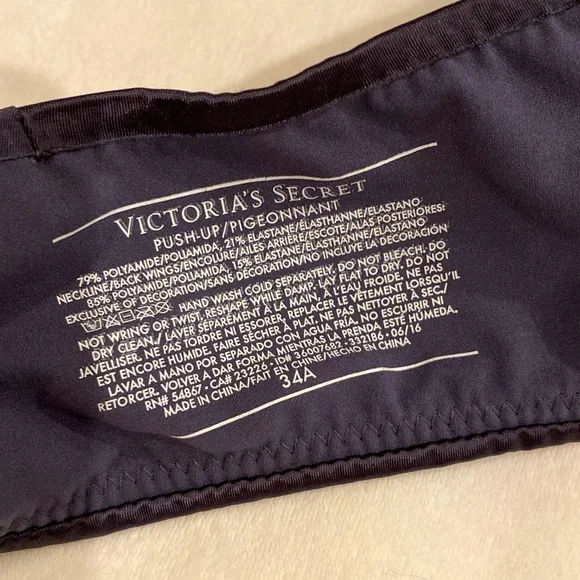 VICTORIA'S SECRET
PUSH-UP/PIGEONNANT
79% POLYAMIDE/POLIAMIDA, 21% ELASTANE/ÉLASTHANNE/ELASTANO
NECKLINE/BACK WINGS/ENCOLURE/AILES ARRIÈRE/ESCOTE/ALAS POSTERIORES:
85% POLYAMIDE/POLIAMIDA, 15% ELASTANE/ÉLASTHANNE/ELASTANO
EXCLUSIVE OF DECORATION/SANS DÉCORATION/NO INCLUYE LA DECORACIÓN
HAND WASH COLD SEPARATELY. DO NOT BLEACH. DO
NOT WRING OR TWIST. RESHAPE WHILE DAMP. LAY FLAT TO DRY. DO NOT
DRY CLEAN./LAVER SÉPARÉMENT À LA MAIN, À L'EAU FROIDE. NE PAS
JAVELLISER. NE PAS TORDRE NI ESSORER. REPLACER LE VÊTEMENT LORSQU'IL
EST ENCORE HUMIDE. FAIRE SÉCHER À PLAT. NE PAS NETTOYER À SEC./
LAVAR A MANO POR SEPARADO CON AGUA FRÍA. NO ESCURRIR NI
RETORCER. VOLVER A DAR FORMA MIENTRAS LA PRENDA ESTÉ HÚMEDA.
RN# 54867 • CA# 23226 • ID# 36007682 • 332186 • 06/16
MADE IN CHINA/FAIT EN CHINE/HECHO EN CHINA
34A